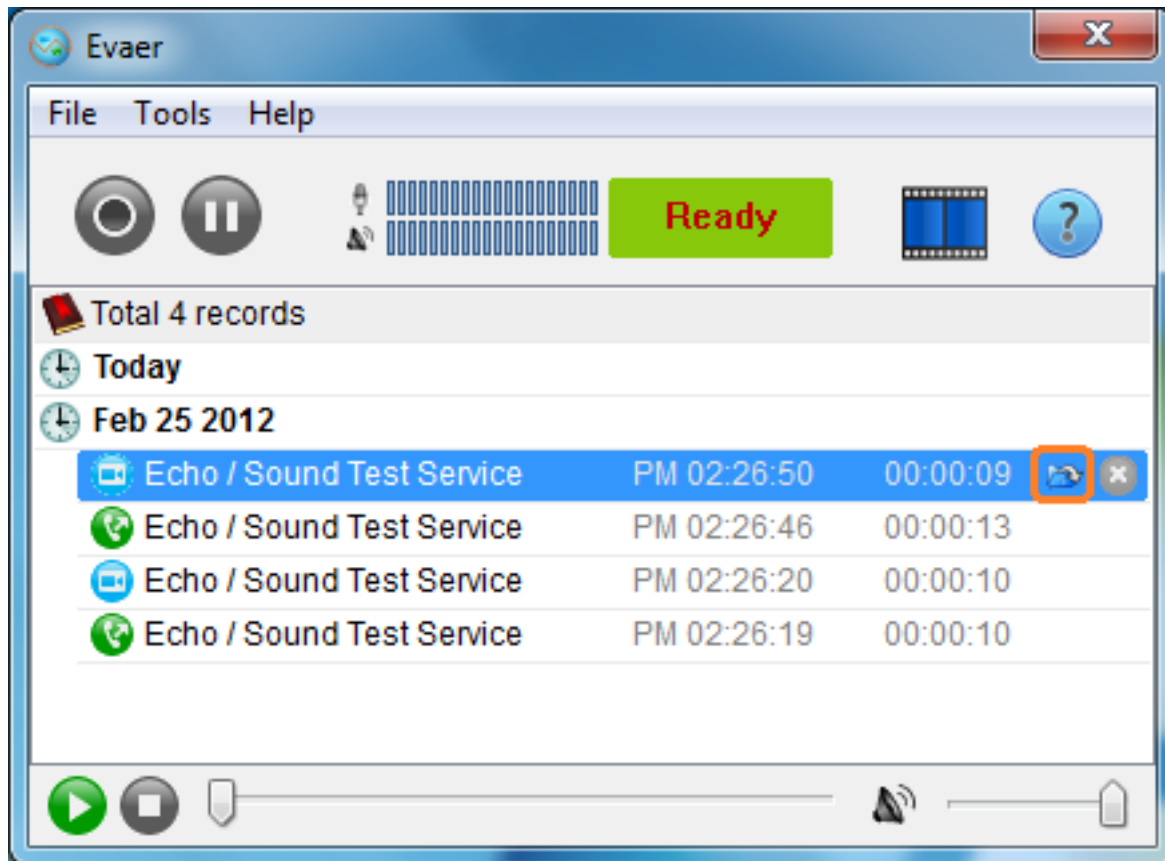 Evaer
File Tools Help
Ready
?
Total 4 records
Today
Feb 25 2012
Echo / Sound Test Service PM 02:26:50 00:00:09
Echo / Sound Test Service PM 02:26:46 00:00:13
Echo / Sound Test Service PM 02:26:20 00:00:10
Echo / Sound Test Service PM 02:26:19 00:00:10